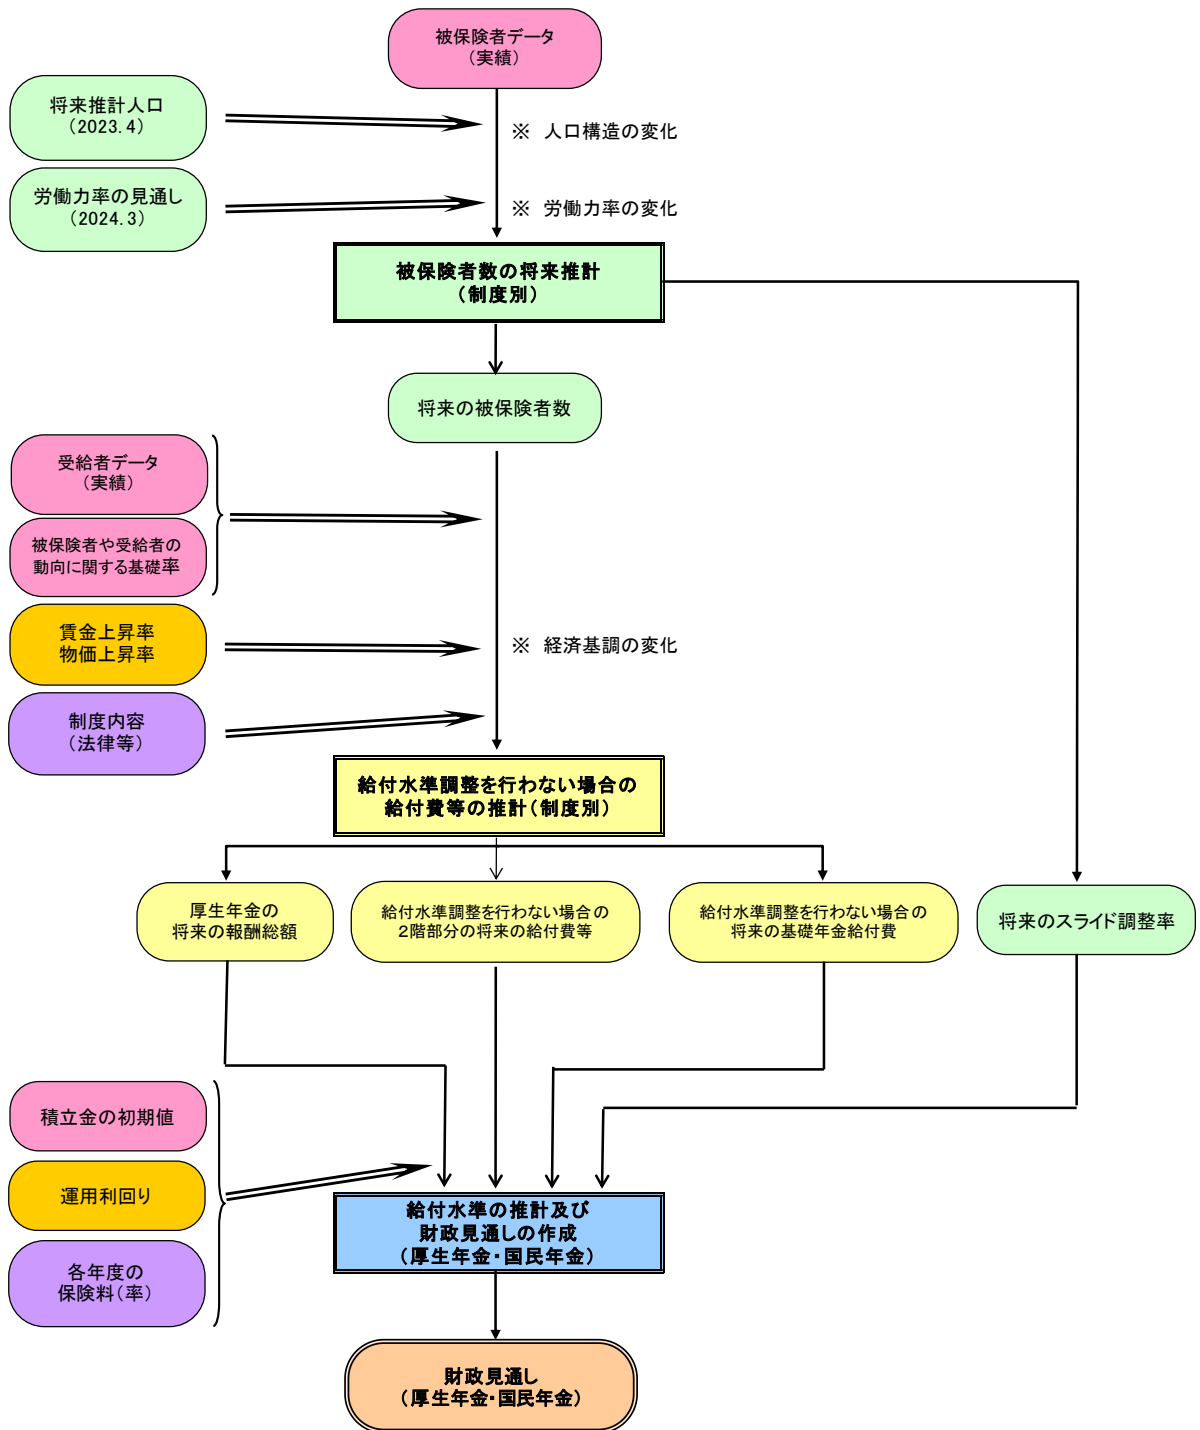 被保険者データ
（実績）
将来推計人口
（2023.4）
※ 人口構造の変化
労働力率の見通し
（2024.3）
※ 労働力率の変化
被保険者数の将来推計
（制度別）
将来の被保険者数
受給者データ
（実績）
被保険者や受給者の
動向に関する基礎率
賃金上昇率
物価上昇率
※ 経済基調の変化
制度内容
（法律等）
給付水準調整を行わない場合の
給付費等の推計（制度別）
厚生年金の
将来の報酬総額
給付水準調整を行わない場合の
２階部分の将来の給付費等
給付水準調整を行わない場合の
将来の基礎年金給付費
将来のスライド調整率
積立金の初期値
運用利回り
各年度の
保険料（率）
給付水準の推計及び
財政見通しの作成
（厚生年金・国民年金）
財政見通し
（厚生年金・国民年金）